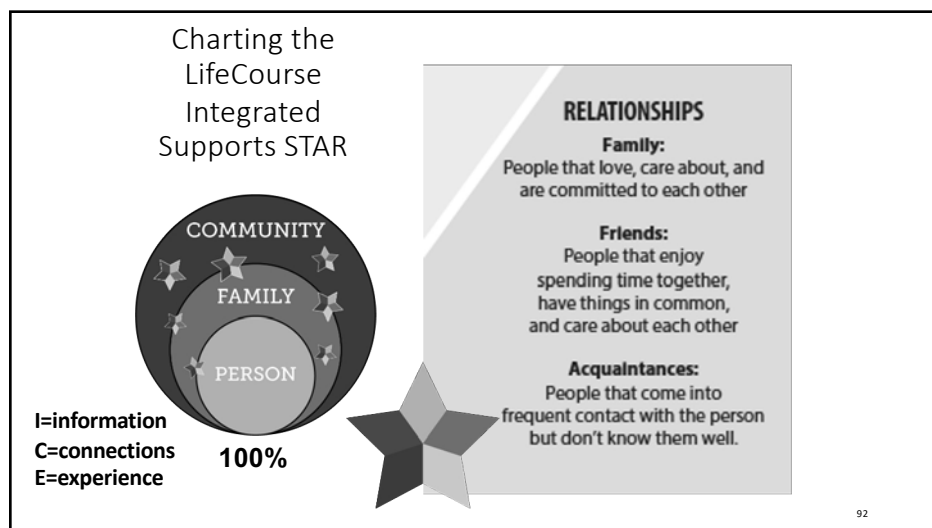 Charting the
LifeCourse
Integrated
Supports STAR
COMMUNITY
FAMILY
PERSON
I=information
C=connections
E=experience
100%
RELATIONSHIPS
Family:
People that love, care about, and
are committed to each other
Friends:
People that enjoy
spending time together,
have things in common,
and care about each other
Acquaintances:
People that come into
frequent contact with the person
but don't know them well.
92